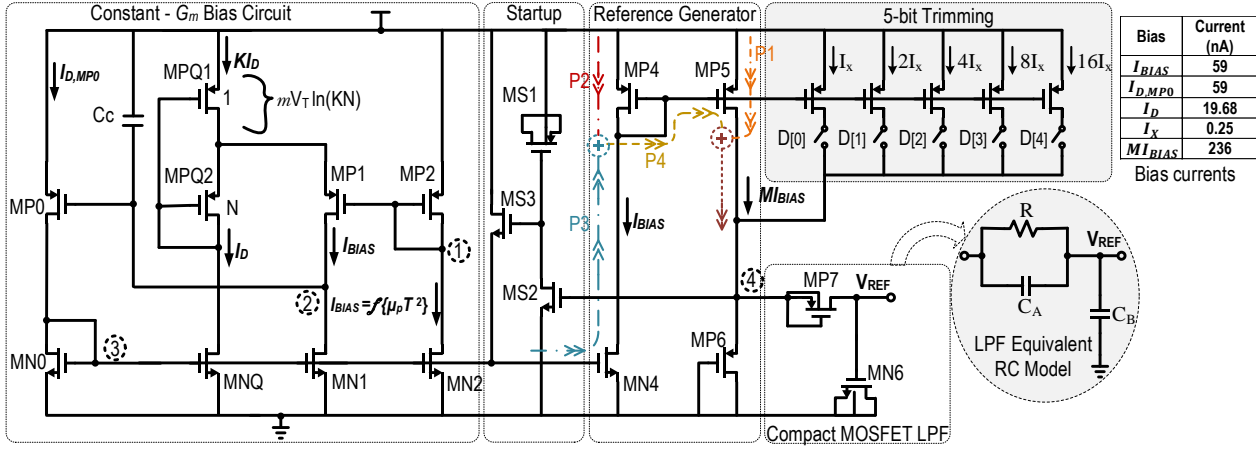 Constant - Gm Bias Circuit
Startup
Reference Generator
5-bit Trimming
Bias Current (nA)
IBIAS 59
ID,MP0 59
ID 19.68
IX 0.25
MIBIAS 236
Bias currents
ID,MP0
KID
MPQ1
1
mVT ln(KN)
Cc
MPQ2
N
MP0
MP1
MP2
ID
IBIAS
1
2
IBIAS=f{μpT²}
3
MN0
MNQ
MN1
MN2
MS1
MS3
MS2
P2
P3
P4
P1
MP4
MP5
IBIAS
MIBIAS
4
MP6
MN4
Ix
2Ix
4Ix
8Ix
16Ix
D[0]
D[1]
D[2]
D[3]
D[4]
MP7
VREF
MN6
Compact MOSFET LPF
R
VREF
CA
CB
LPF Equivalent
RC Model